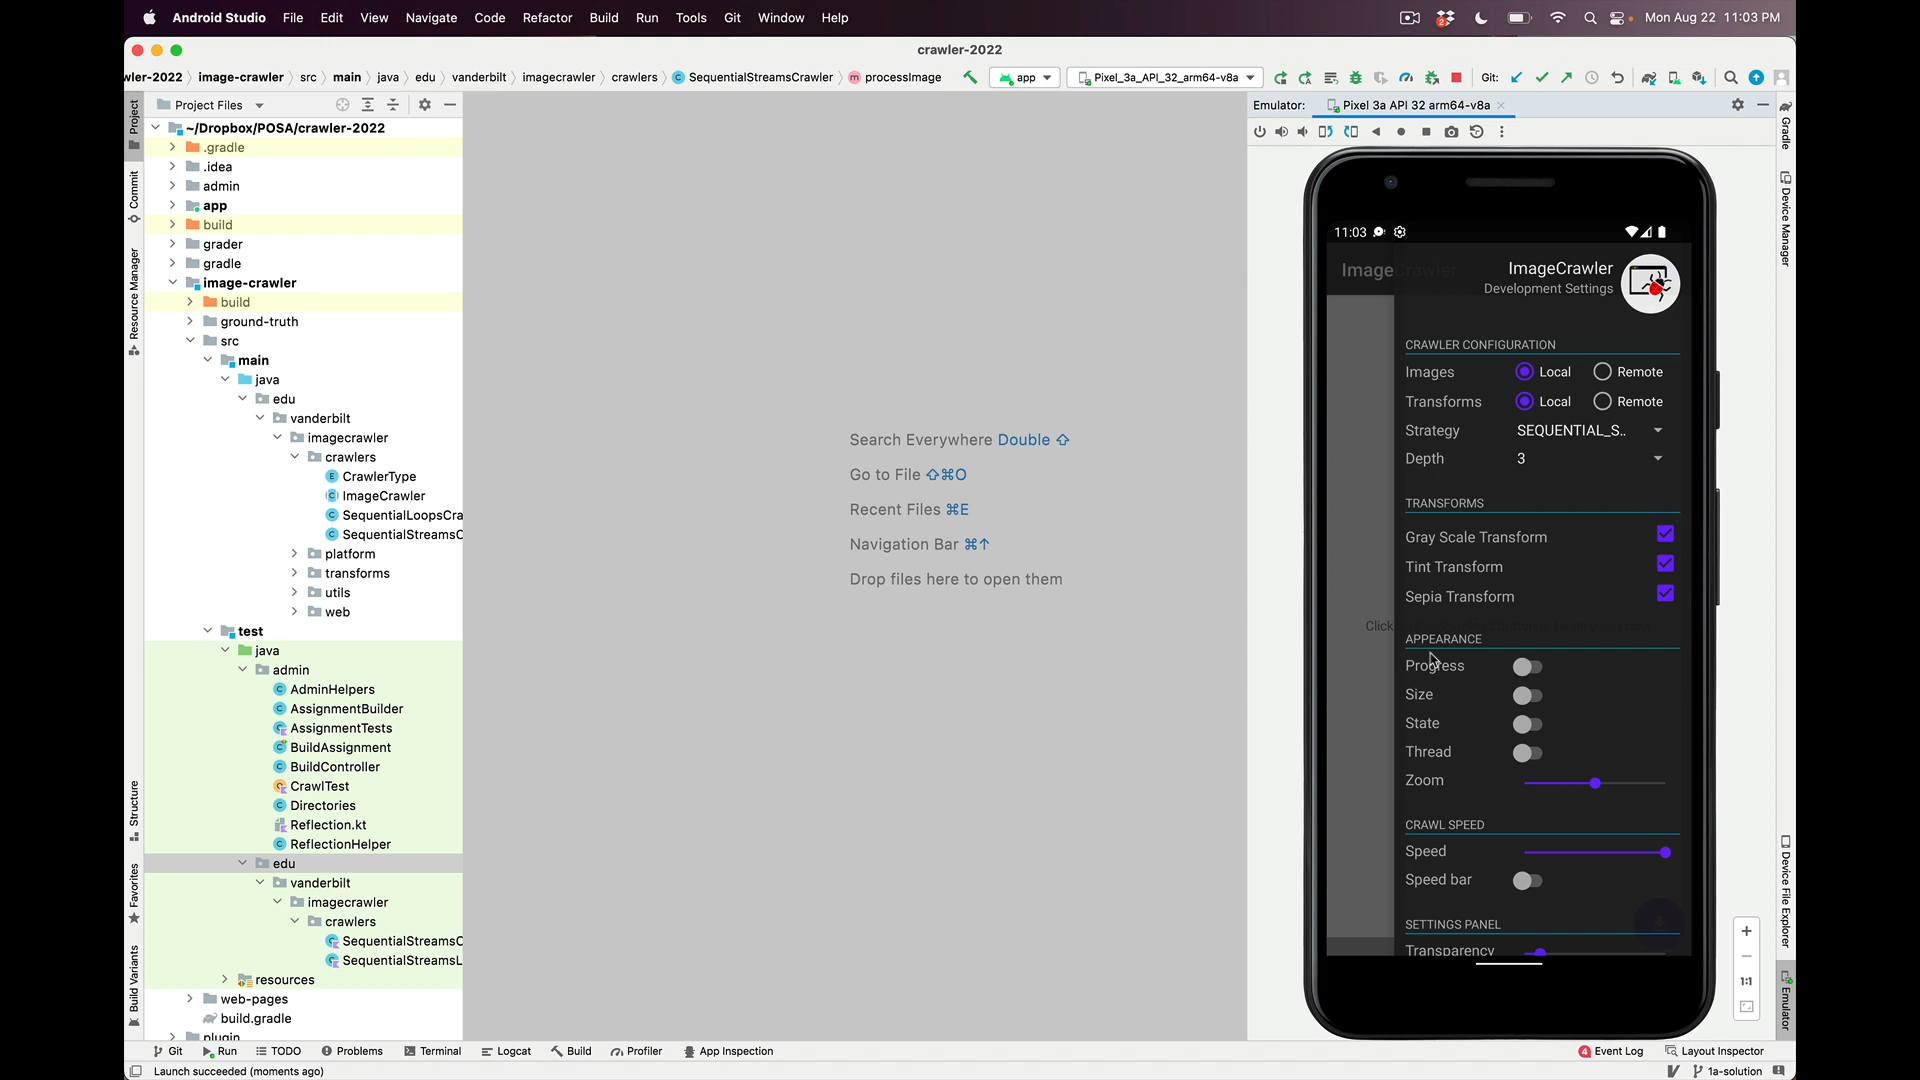 Android Studio File Edit View Navigate Code Refactor Build Run Tools Git Window Help
2
Mon Aug 22 11:03 PM
crawler-2022
wler-2022 image-crawler src main java edu vanderbilt imagecrawler crawlers SequentialStreamsCrawler processImage
app Pixel_3a_API_32_arm64-v8a Git:
Project
Commit
Resource Manager
Structure
Favorites
Build Variants
Project Files
~/Dropbox/POSA/crawler-2022
.gradle
.idea
admin
app
build
grader
gradle
image-crawler
build
ground-truth
src
main
java
edu
vanderbilt
imagecrawler
crawlers
CrawlerType
ImageCrawler
SequentialLoopsCra
SequentialStreamsC
platform
transforms
utils
web
test
java
admin
AdminHelpers
AssignmentBuilder
AssignmentTests
BuildAssignment
BuildController
CrawlTest
Directories
Reflection.kt
ReflectionHelper
edu
vanderbilt
imagecrawler
crawlers
SequentialStreamsC
SequentialStreamsL
resources
web-pages
build.gradle
plugin
Search Everywhere Double ⇧
Go to File ⇧⌘O
Recent Files ⌘E
Navigation Bar ⌘↑
Drop files here to open them
Emulator: Pixel 3a API 32 arm64-v8a
11:03
ImageCrawler
ImageCrawler
Development Settings
CRAWLER CONFIGURATION
Images Local Remote
Transforms Local Remote
Strategy SEQUENTIAL_S..
Depth 3
TRANSFORMS
Gray Scale Transform
Tint Transform
Sepia Transform
Click
APPEARANCE
Progress
Size
State
Thread
Zoom
CRAWL SPEED
Speed
Speed bar
SETTINGS PANEL
Transparency
1:1
Gradle
Device Manager
Device File Explorer
Emulator
Git Run TODO Problems Terminal Logcat Build Profiler App Inspection
4 Event Log Layout Inspector
Launch succeeded (moments ago)
1a-solution